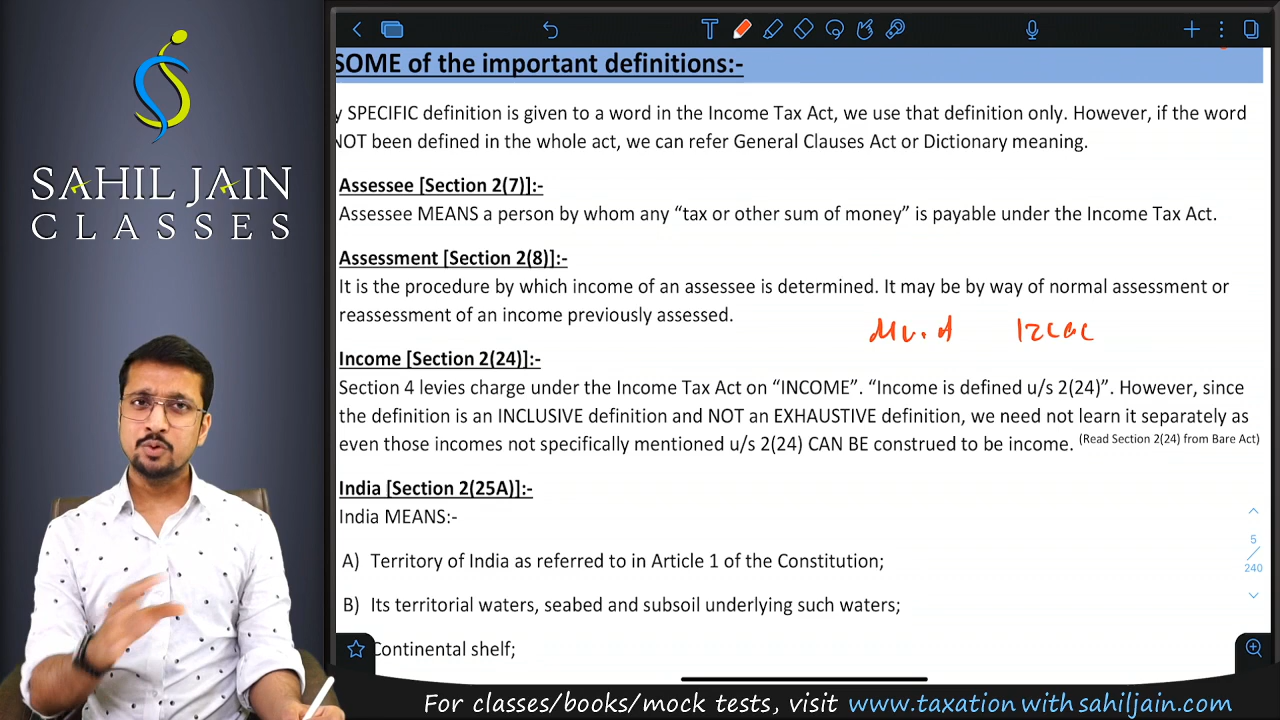 SOME of the important definitions:-
SPECIFIC definition is given to a word in the Income Tax Act, we use that definition only. However, if the word
NOT been defined in the whole act, we can refer General Clauses Act or Dictionary meaning.
SAHIL JAIN
CLASSES
Assessee [Section 2(7)]:-
Assessee MEANS a person by whom any “tax or other sum of money” is payable under the Income Tax Act.
Assessment [Section 2(8)]:-
It is the procedure by which income of an assessee is determined. It may be by way of normal assessment or
reassessment of an income previously assessed.
Income [Section 2(24)]:-
Section 4 levies charge under the Income Tax Act on “INCOME”. “Income is defined u/s 2(24)”. However, since
the definition is an INCLUSIVE definition and NOT an EXHAUSTIVE definition, we need not learn it separately as
even those incomes not specifically mentioned u/s 2(24) CAN BE construed to be income. (Read Section 2(24) from Bare Act)
India [Section 2(25A)]:-
India MEANS:-
A) Territory of India as referred to in Article 1 of the Constitution;
B) Its territorial waters, seabed and subsoil underlying such waters;
Continental shelf;
5
/
240
For classes/books/mock tests, visit www.taxationwithsahiljain.com